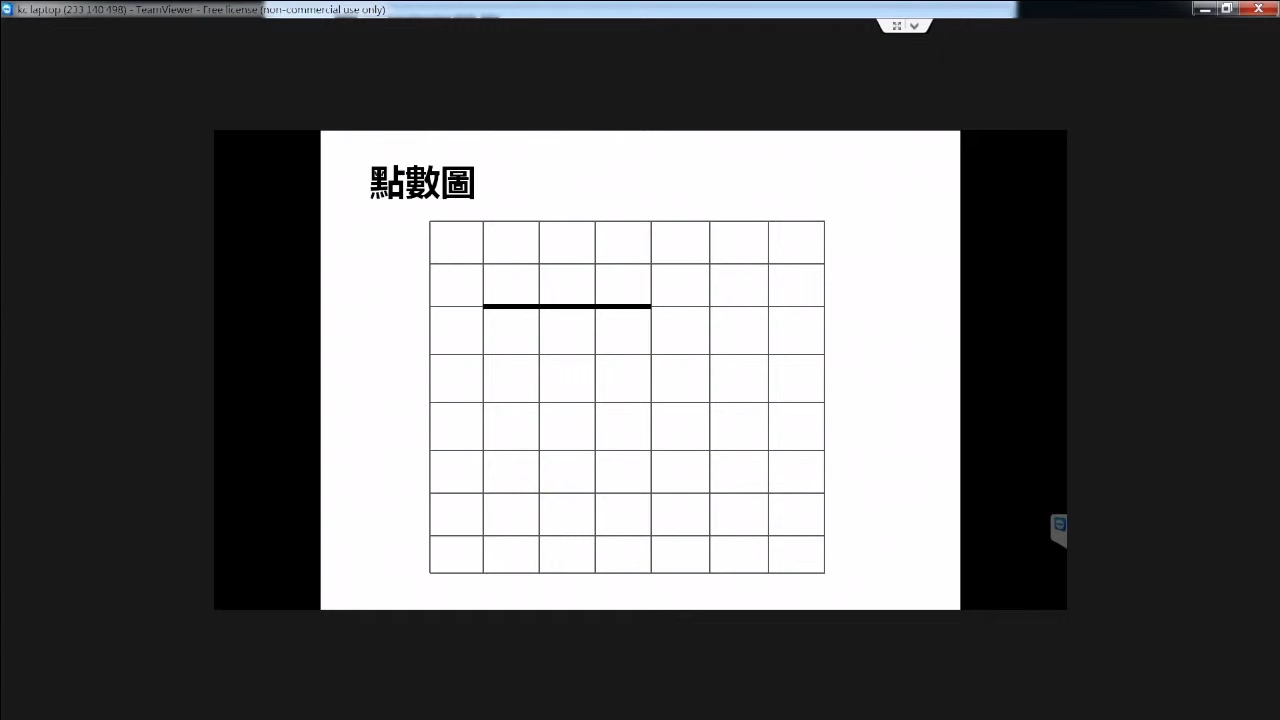 kc laptop (233 140 498) - TeamViewer - Free license (non-commercial use only)
點數圖